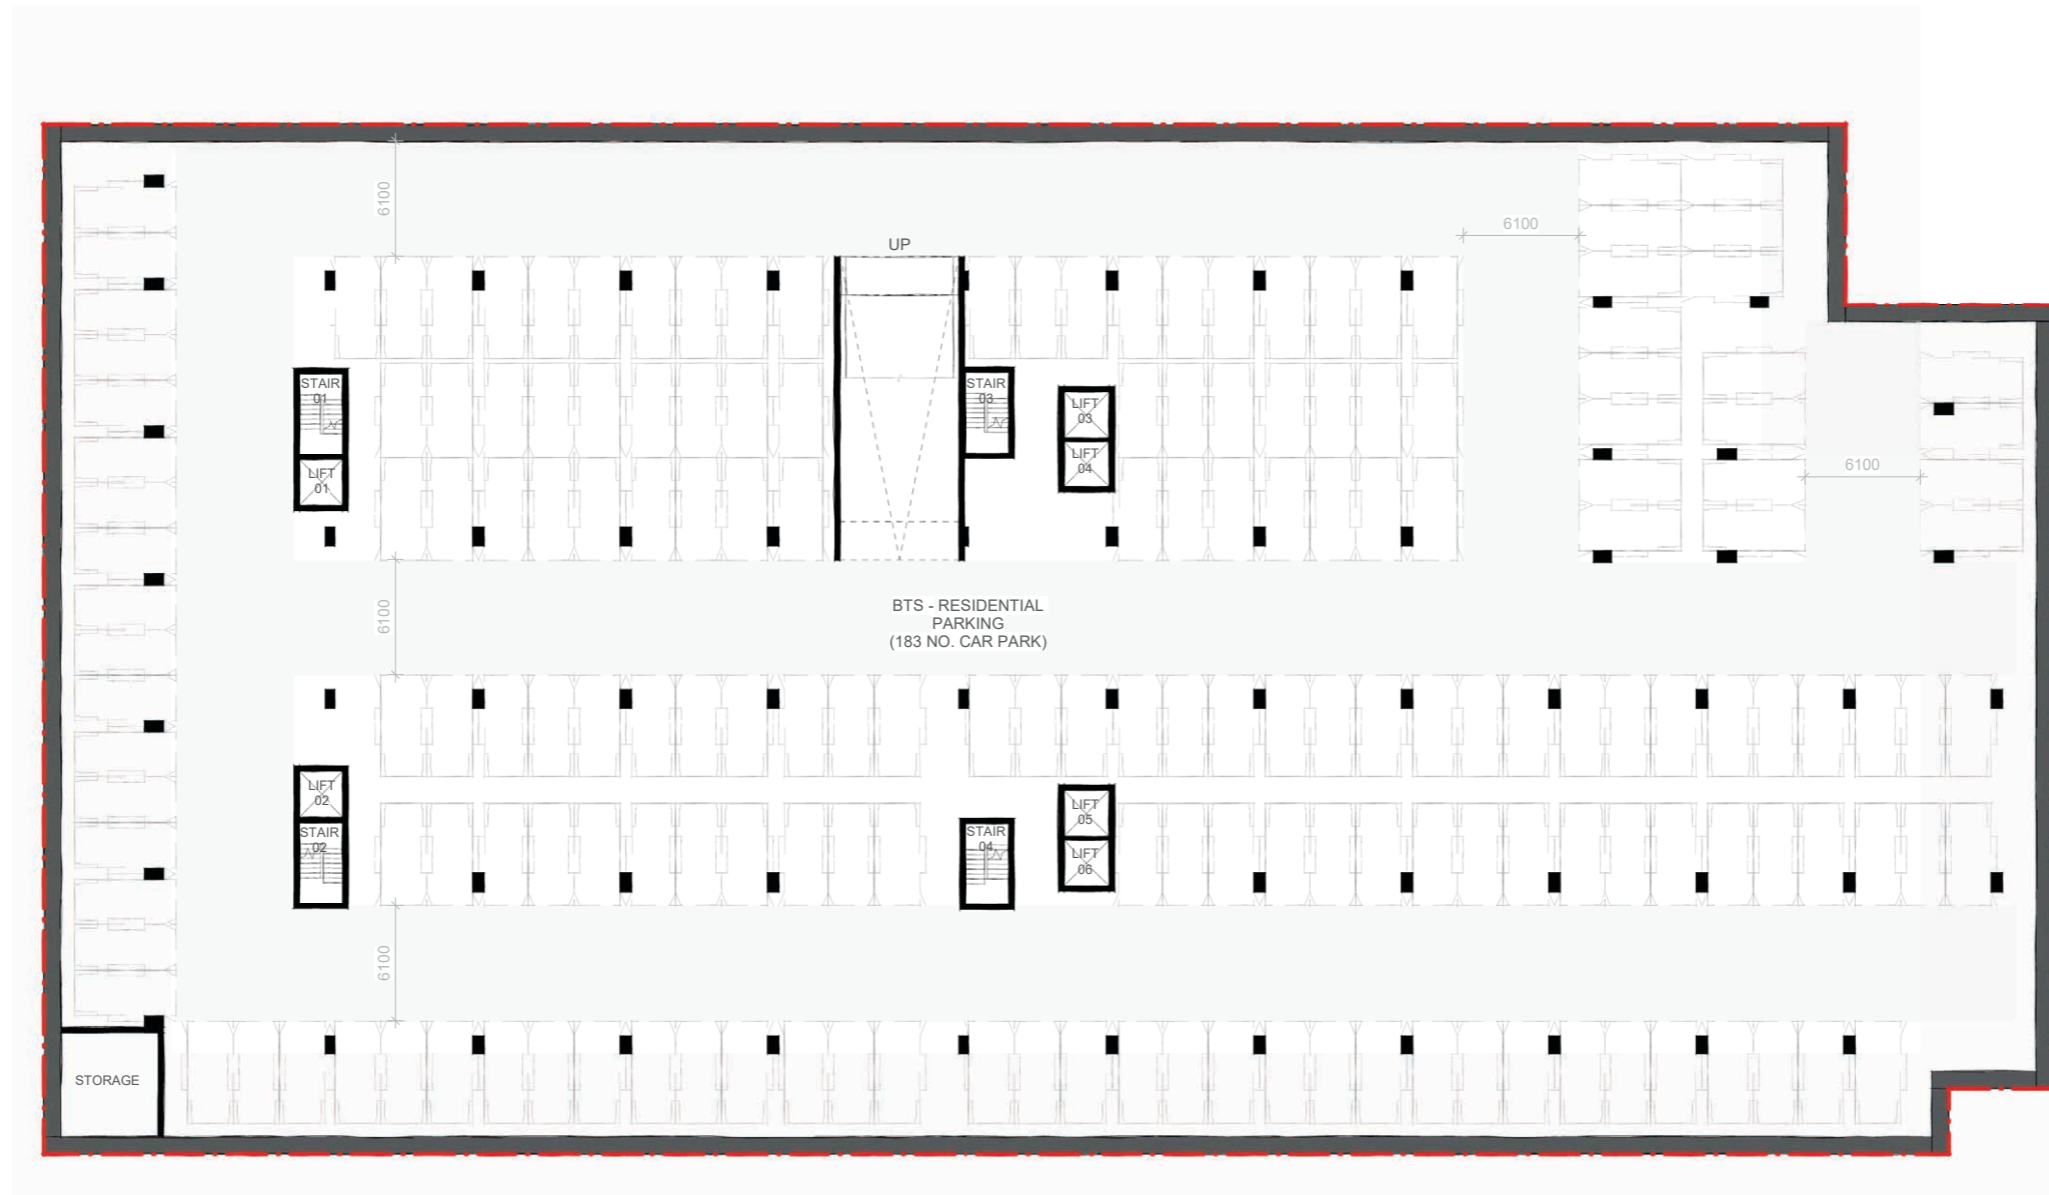 6100
6100
UP
STAIR
01
STAIR
03
LIFT
03
LIFT
04
LIFT
01
6100
6100
BTS - RESIDENTIAL
PARKING
(183 NO. CAR PARK)
LIFT
02
STAIR
02
LIFT
05
STAIR
04
LIFT
06
6100
STORAGE